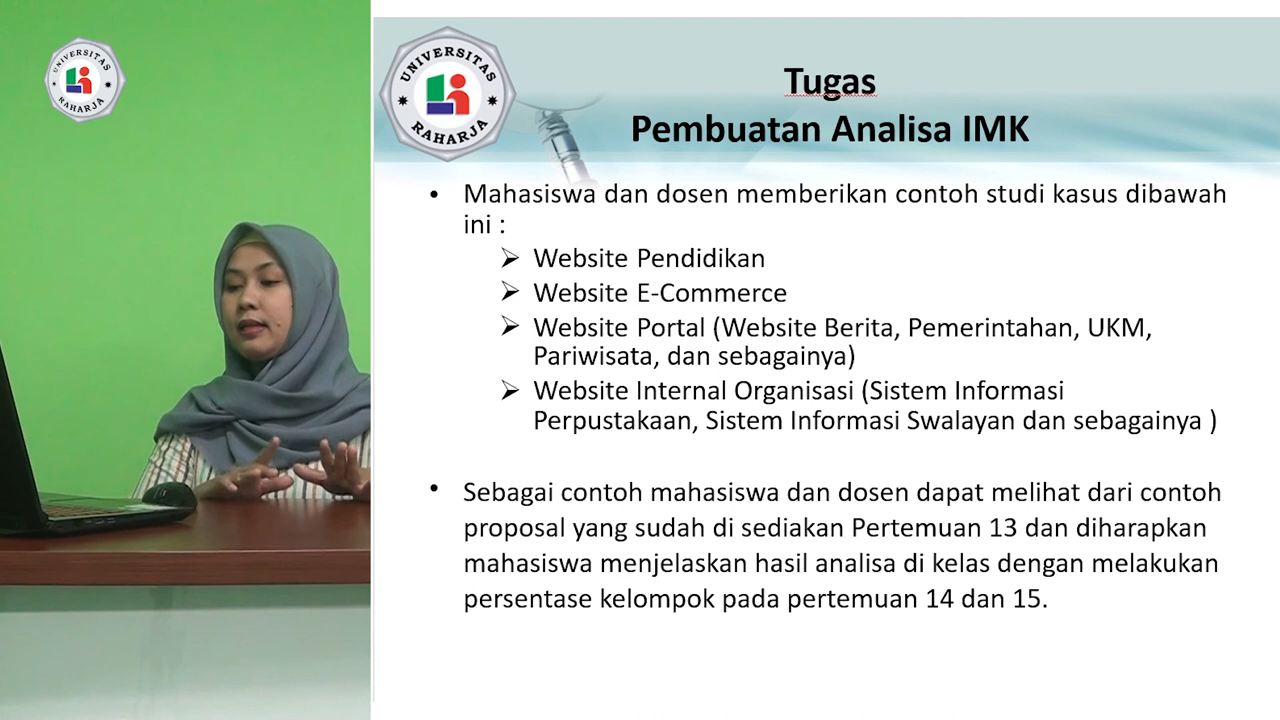 UNIVERSITAS
RAHARJA
UNIVERSITAS
RAHARJA
Tugas
Pembuatan Analisa IMK
• Mahasiswa dan dosen memberikan contoh studi kasus dibawah
ini :
➢ Website Pendidikan
➢ Website E-Commerce
➢ Website Portal (Website Berita, Pemerintahan, UKM,
Pariwisata, dan sebagainya)
➢ Website Internal Organisasi (Sistem Informasi
Perpustakaan, Sistem Informasi Swalayan dan sebagainya )
• Sebagai contoh mahasiswa dan dosen dapat melihat dari contoh
proposal yang sudah di sediakan Pertemuan 13 dan diharapkan
mahasiswa menjelaskan hasil analisa di kelas dengan melakukan
persentase kelompok pada pertemuan 14 dan 15.